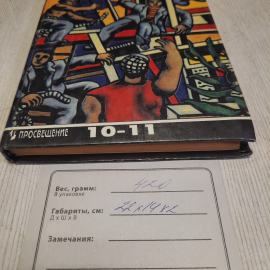 ПРОСВЕЩЕНИЕ 10-11
Вес, грамм:
В упаковке
420
Габариты, см:
Д х Ш х В
22х14х2
Замечания: